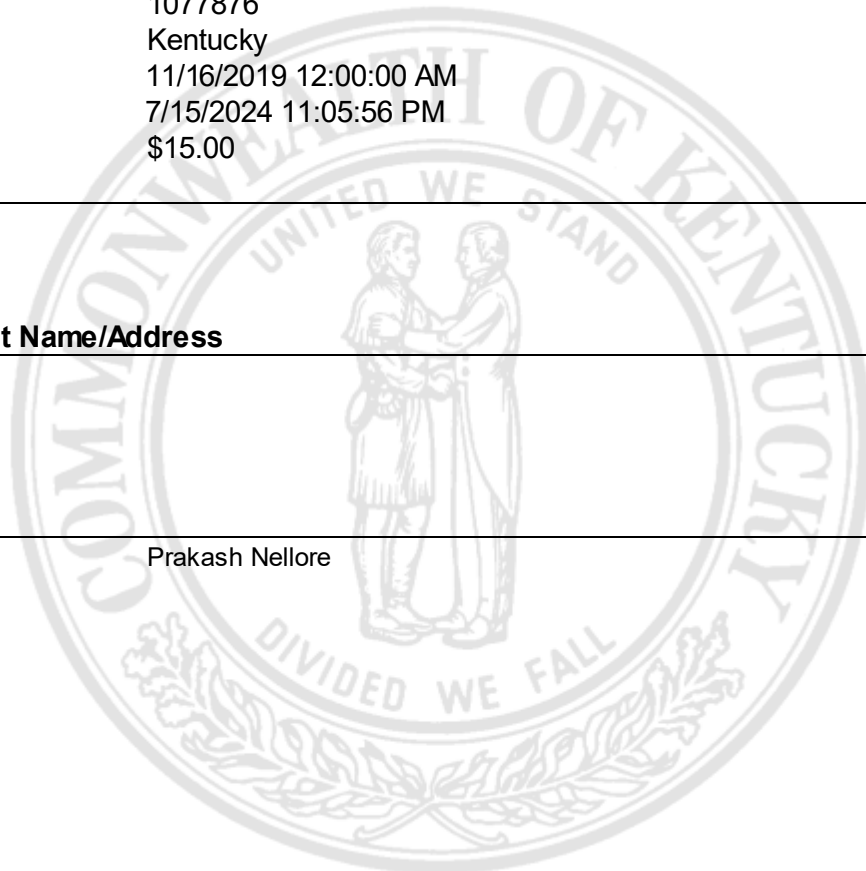 1077876
Kentucky
11/16/2019 12:00:00 AM
7/15/2024 11:05:56 PM
$15.00
COMMONWEALTH OF KENTUCKY
UNITED WE STAND
t Name/Address
Prakash Nellore
DIVIDED WE FALL